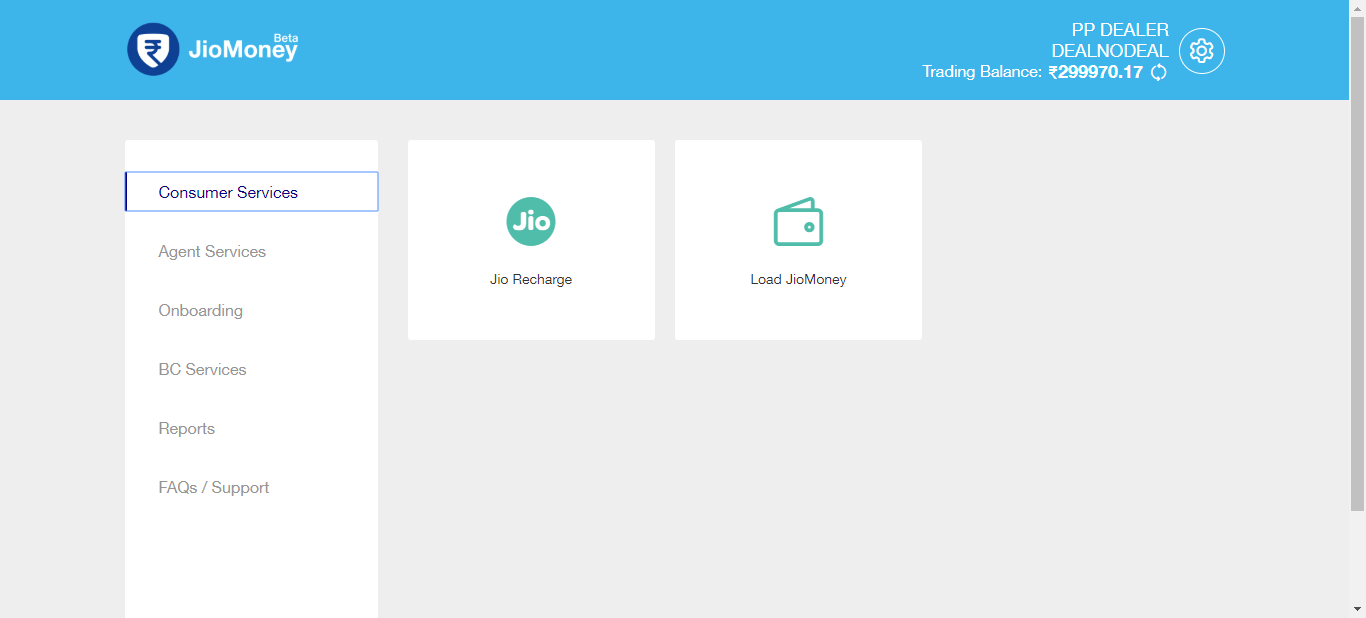 JioMoney Beta
PP DEALER
DEALNODEAL
Trading Balance: ₹299970.17
Consumer Services
Agent Services
Onboarding
BC Services
Reports
FAQs / Support
Jio
Jio Recharge
Load JioMoney